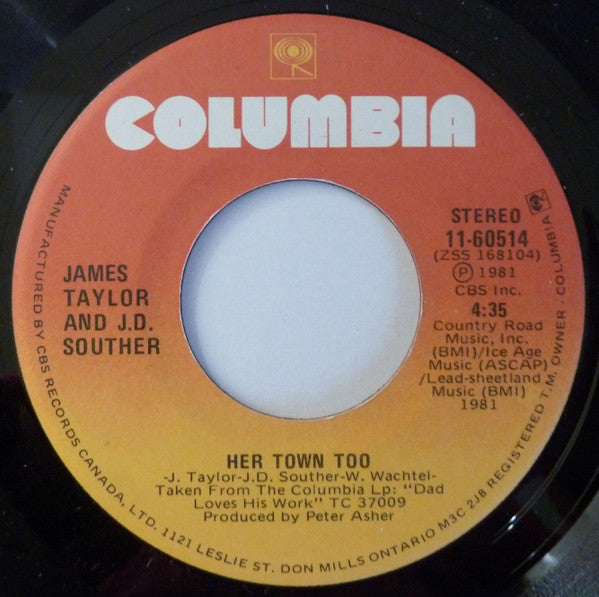 COLUMBIA
STEREO
11-60514
(ZSS 168104)
Ⓟ 1981
CBS Inc.
4:35
Country Road
Music, Inc.
(BMI)/Ice Age
Music (ASCAP)
/Lead-sheetland
Music (BMI)
1981
JAMES
TAYLOR
AND J.D.
SOUTHER
HER TOWN TOO
-J. Taylor-J.D. Souther-W. Wachtel-
Taken From The Columbia Lp: "Dad
Loves His Work" TC 37009
Produced by Peter Asher
MANUFACTURED BY CBS RECORDS CANADA, LTD. 1121 LESLIE ST. DON MILLS ONTARIO M3C 2J8 REGISTERED T.M. OWNER · COLUMBIA